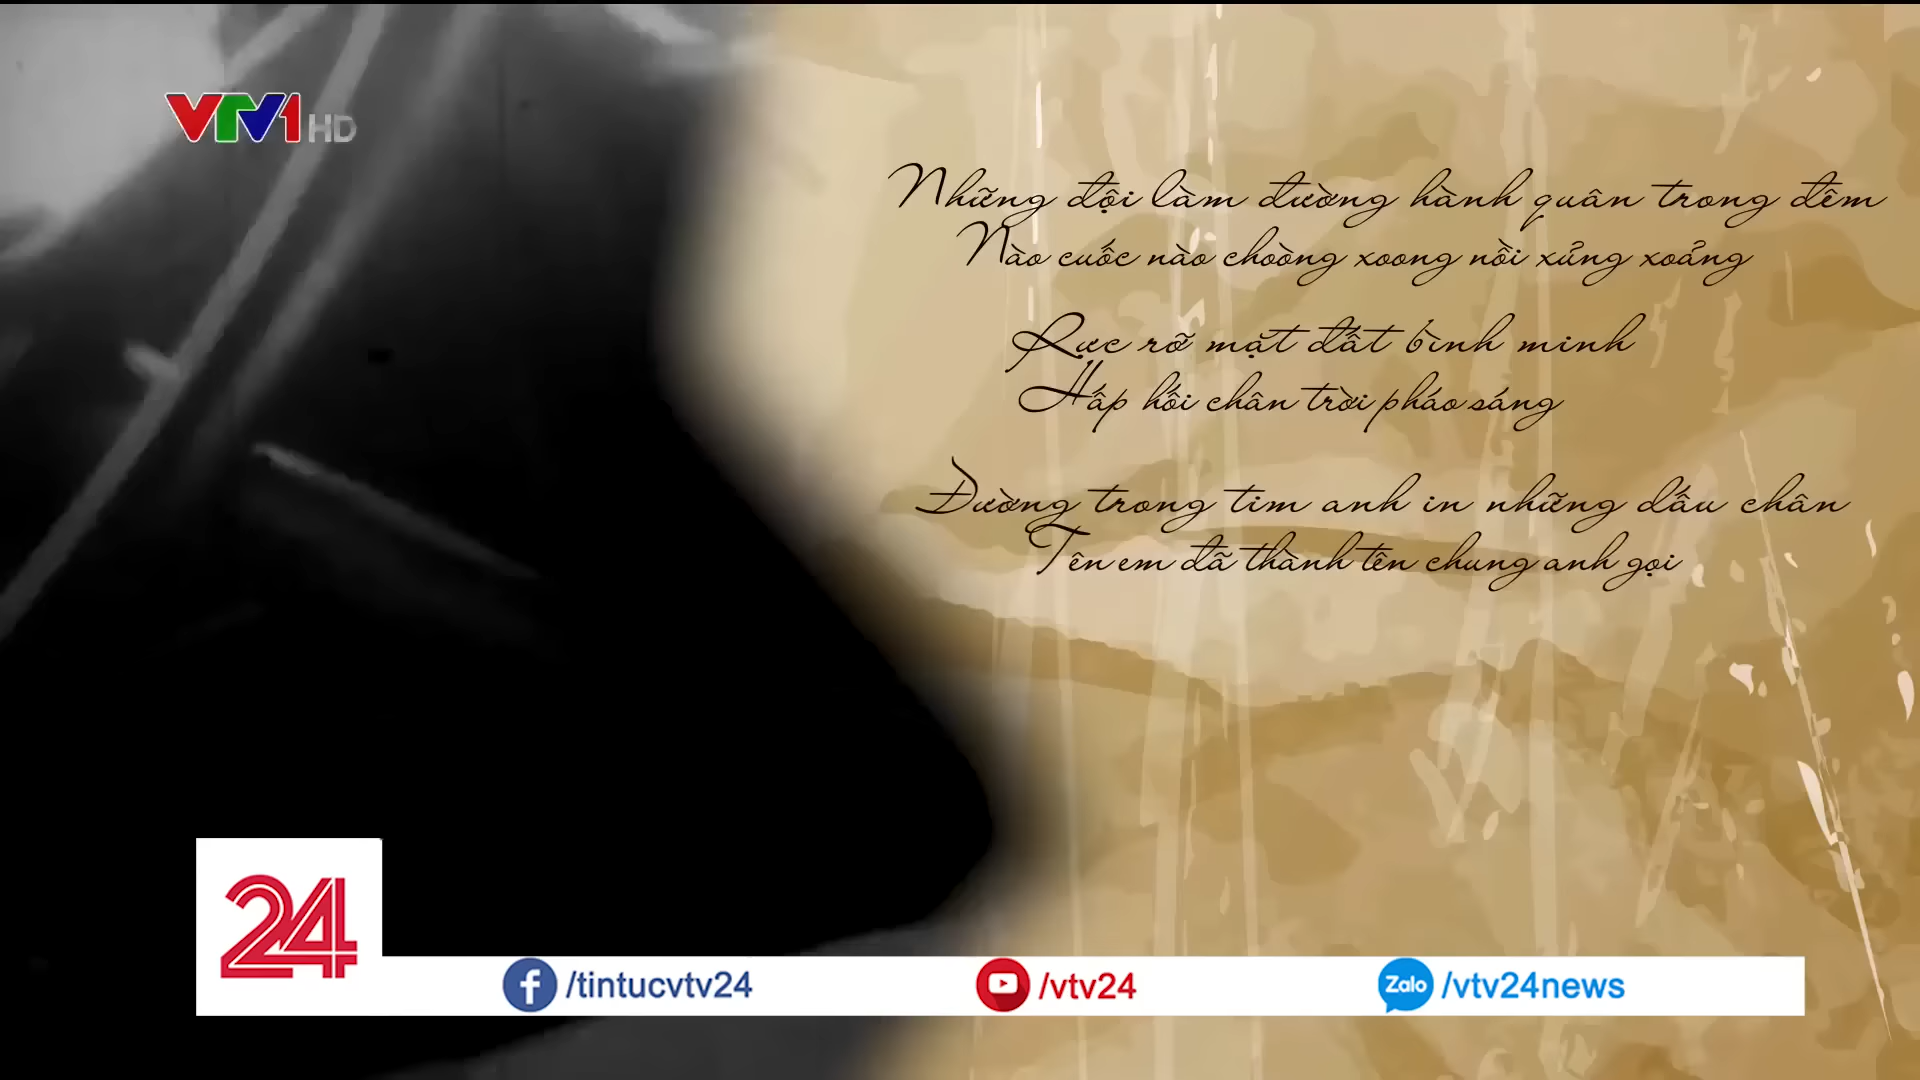 VTV1 HD
Những đội làm đường hành quân trong đêm
Nào cuốc nào choòng xoong nồi xủng xoảng
Rực rỡ mặt đất bình minh
Hấp hối chân trời pháo sáng
Đường trong tim anh in những dấu chân
Tên em đã thành tên chung anh gọi
24
/tintucvtv24
/vtv24
Zalo /vtv24news